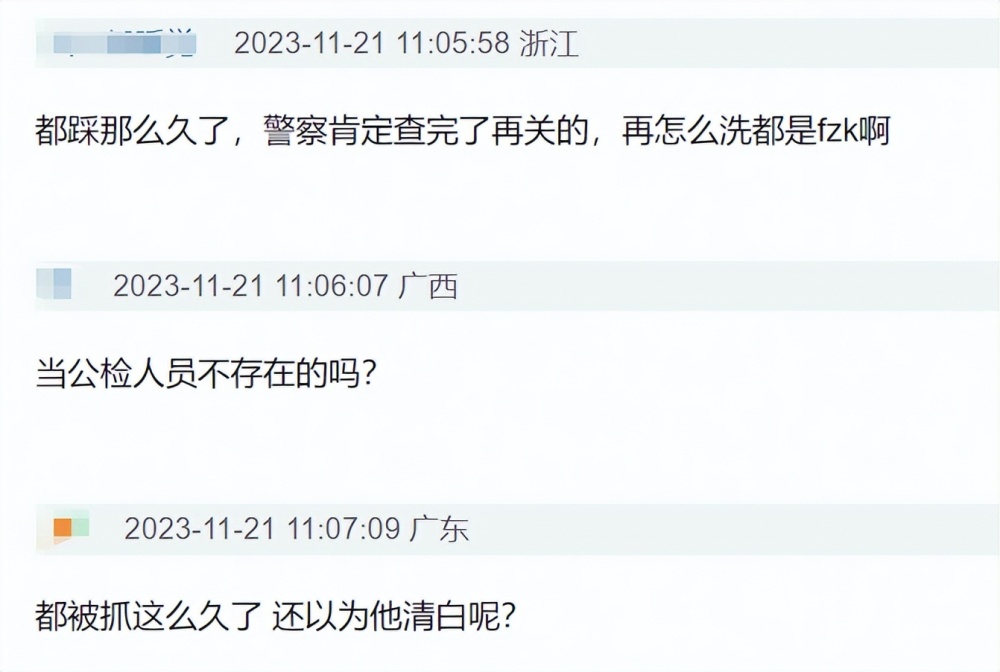 2023-11-21 11:05:58 浙江
都踩那么久了，警察肯定查完了再关的，再怎么洗都是fzk啊
2023-11-21 11:06:07 广西
当公检人员不存在的吗？
2023-11-21 11:07:09 广东
都被抓这么久了 还以为他清白呢？